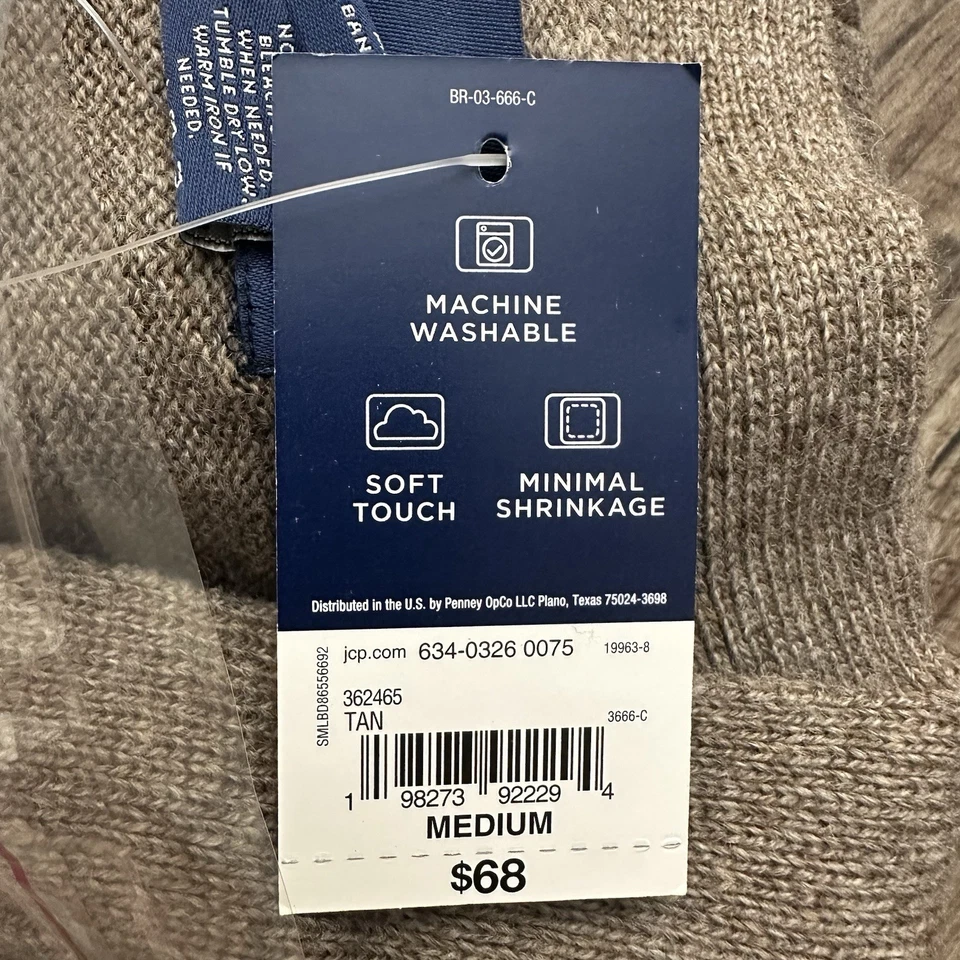 BAN
BLEACH
WHEN NEEDED.
TUMBLE DRY LOW.
WARM IRON IF
NEEDED.
BR-03-666-C
MACHINE
WASHABLE
SOFT
TOUCH
MINIMAL
SHRINKAGE
Distributed in the U.S. by Penney OpCo LLC Plano, Texas 75024-3698
SMLBD86556692
jcp.com 634-0326 0075 19963-8
362465
TAN
3666-C
1 98273 92229 4
MEDIUM
$68